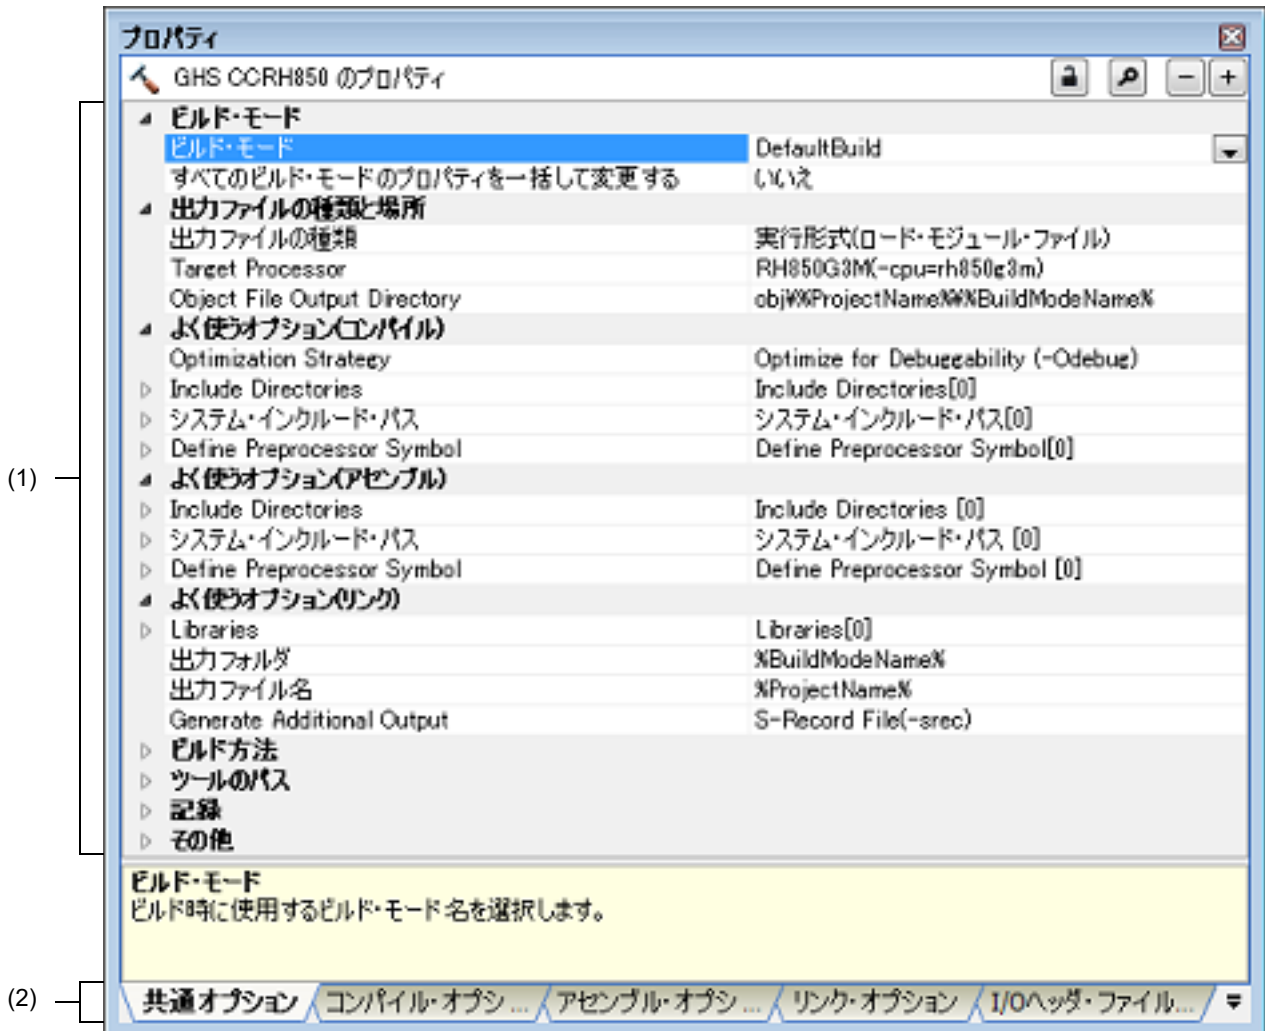 プロパティ
GHS CCRH850 のプロパティ
ビルド・モード
ビルド・モード DefaultBuild
すべてのビルド・モードのプロパティを一括して変更する いいえ
出力ファイルの種類と場所
出力ファイルの種類 実行形式(ロード・モジュール・ファイル)
Target Processor RH850G3M(-cpu=rh850g3m)
Object File Output Directory obj¥%ProjectName%¥%BuildModeName%
よく使うオプション(コンパイル)
Optimization Strategy Optimize for Debuggability (-Odebug)
Include Directories Include Directories[0]
システム・インクルード・パス システム・インクルード・パス[0]
Define Preprocessor Symbol Define Preprocessor Symbol[0]
(1)
よく使うオプション(アセンブル)
Include Directories Include Directories [0]
システム・インクルード・パス システム・インクルード・パス [0]
Define Preprocessor Symbol Define Preprocessor Symbol [0]
よく使うオプション(リンク)
Libraries Libraries[0]
出力フォルダ %BuildModeName%
出力ファイル名 %ProjectName%
Generate Additional Output S-Record File(-srec)
ビルド方法
ツールのパス
記録
その他
ビルド・モード
ビルド時に使用するビルド・モード名を選択します。
(2)
共通オプション コンパイル・オプシ ... アセンブル・オプシ ... リンク・オプション I/Oヘッダ・ファイル...